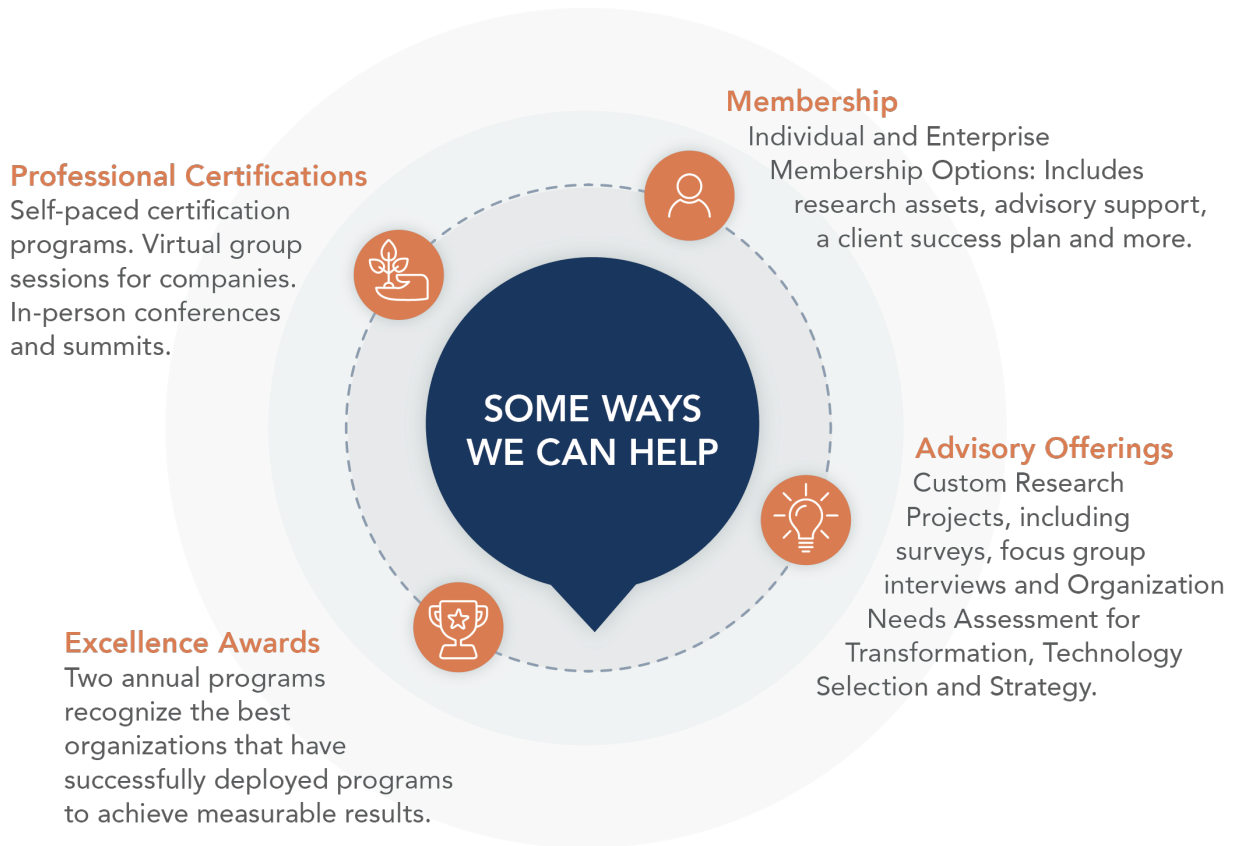 Membership
Individual and Enterprise
Membership Options: Includes
research assets, advisory support,
a client success plan and more.
Professional Certifications
Self-paced certification
programs. Virtual group
sessions for companies.
In-person conferences
and summits.
SOME WAYS
WE CAN HELP
Advisory Offerings
Custom Research
Projects, including
surveys, focus group
interviews and Organization
Needs Assessment for
Transformation, Technology
Selection and Strategy.
Excellence Awards
Two annual programs
recognize the best
organizations that have
successfully deployed programs
to achieve measurable results.